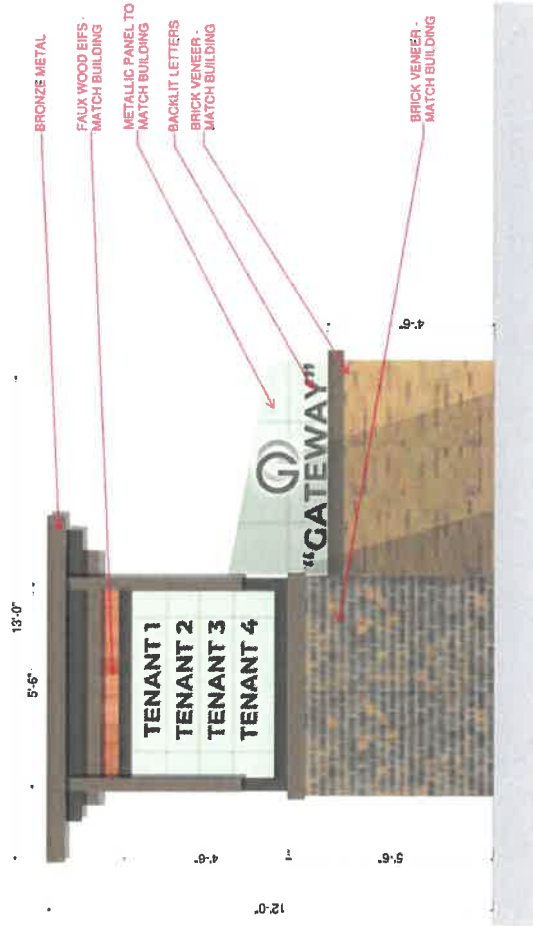 13'-0"
5'-6"
BRONZE METAL
FAUX WOOD EIFS -
MATCH BUILDING
METALLIC PANEL TO
MATCH BUILDING
BACKLIT LETTERS
BRICK VENEER -
MATCH BUILDING
BRICK VENEER -
MATCH BUILDING
TENANT 1
TENANT 2
TENANT 3
TENANT 4
G
"GATEWAY"
4'-6"
5'-6"
12'-0"
4'-6"